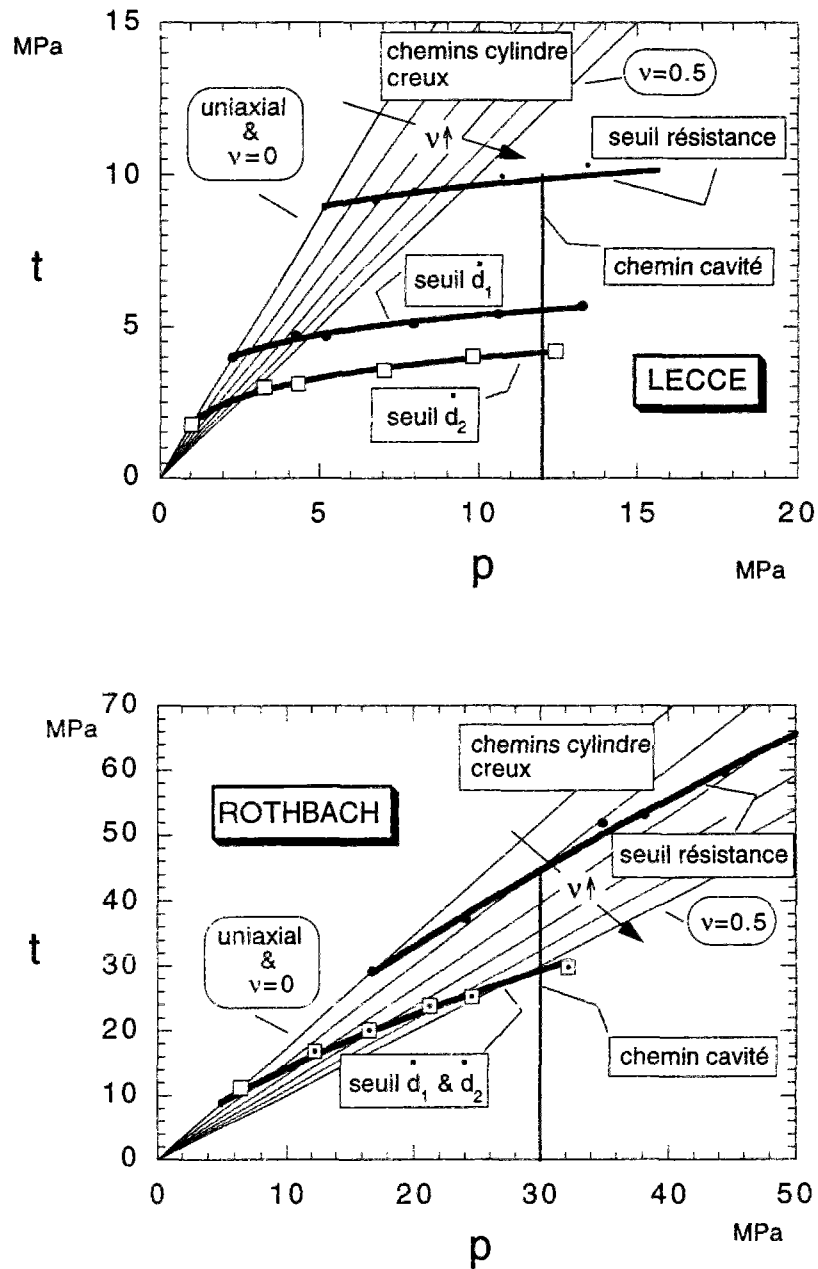 MPa
15
10
5
0
t
0 5 10 15 20
p
MPa
chemins cylindre
creux
ν=0.5
uniaxial
&
ν=0
ν↑
seuil résistance
seuil ḋ₁
chemin cavité
seuil ḋ₂
LECCE
MPa
70
60
50
40
30
20
10
0
t
0 10 20 30 40 50
p
MPa
chemins cylindre
creux
ROTHBACH
seuil résistance
ν↑
ν=0.5
uniaxial
&
ν=0
seuil ḋ₁ & ḋ₂
chemin cavité